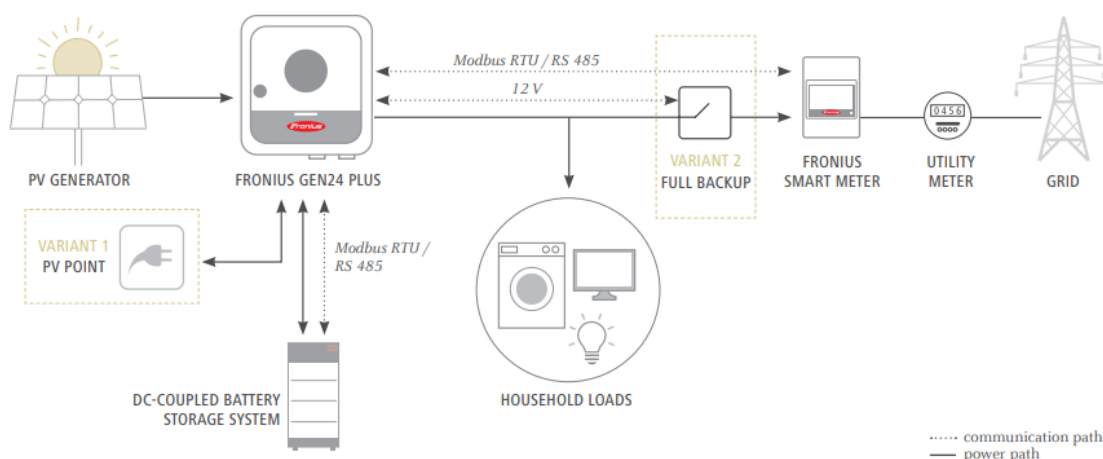 Modbus RTU / RS 485
12 V
Fronius
PV GENERATOR
FRONIUS GEN24 PLUS
VARIANT 2
FULL BACKUP
FRONIUS
SMART METER
0456
UTILITY
METER
GRID
VARIANT 1
PV POINT
Modbus RTU /
RS 485
DC-COUPLED BATTERY
STORAGE SYSTEM
HOUSEHOLD LOADS
communication path
power path